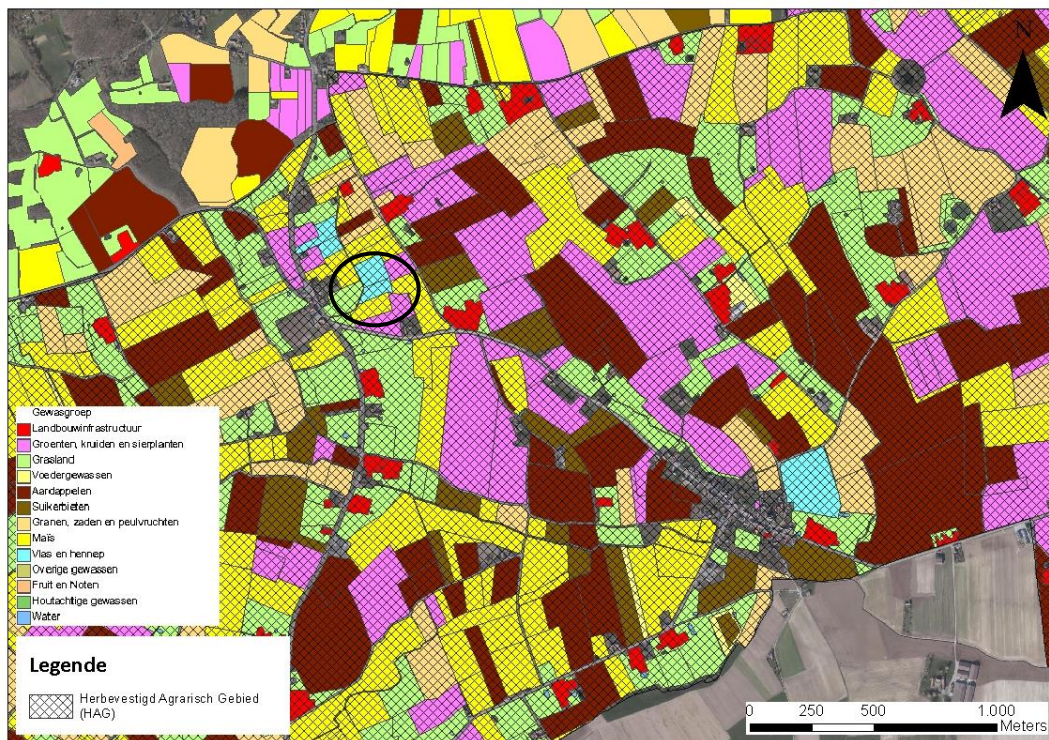 N
Gewasgroep
Landbouwinfrastructuur
Groenten, kruiden en sierplanten
Grasland
Voedergewassen
Aardappelen
Suikerbieten
Granen, zaden en peulvruchten
Maïs
Vlas en hennep
Overige gewassen
Fruit en Noten
Houtachtige gewassen
Water
Legende
Herbevestigd Agrarisch Gebied
(HAG)
0 250 500 1.000
Meters